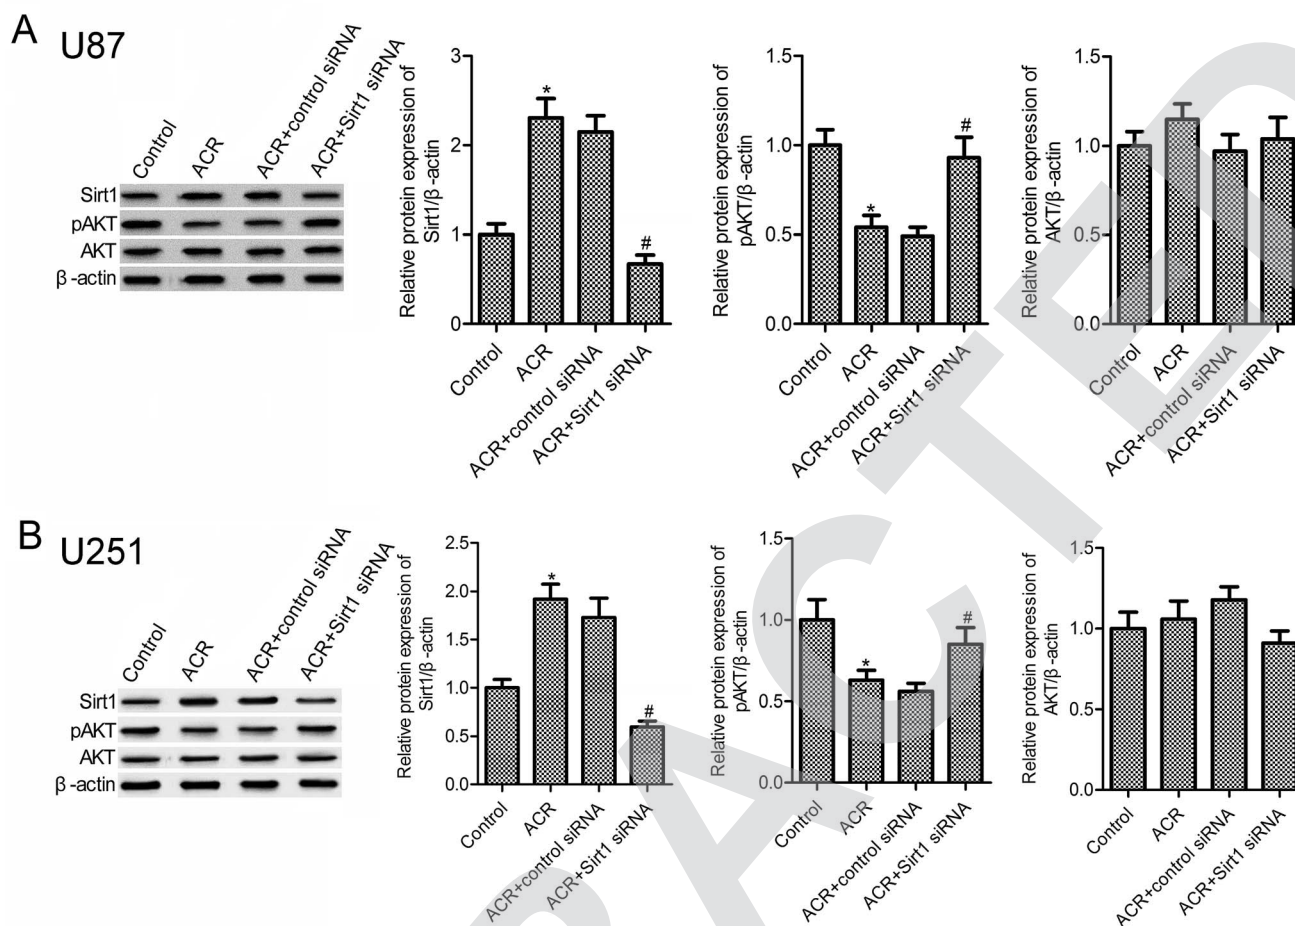 A
U87
Control
ACR
ACR+control siRNA
ACR+Sirt1 siRNA
Sirt1
pAKT
AKT
β-actin
Relative protein expression of
Sirt1/β-actin
3
2
1
0
*
#
Control
ACR
ACR+control siRNA
ACR+Sirt1 siRNA
Relative protein expression of
pAKT/β-actin
1.5
1.0
0.5
0.0
*
#
Control
ACR
ACR+control siRNA
ACR+Sirt1 siRNA
Relative protein expression of
AKT/β-actin
1.5
1.0
0.5
0.0
Control
ACR
ACR+control siRNA
ACR+Sirt1 siRNA
B
U251
Control
ACR
ACR+control siRNA
ACR+Sirt1 siRNA
Sirt1
pAKT
AKT
β-actin
Relative protein expression of
Sirt1/β-actin
2.5
2.0
1.5
1.0
0.5
0.0
*
#
Control
ACR
ACR+control siRNA
ACR+Sirt1 siRNA
Relative protein expression of
pAKT/β-actin
1.5
1.0
0.5
0.0
*
#
Control
ACR
ACR+control siRNA
ACR+Sirt1 siRNA
Relative protein expression of
AKT/β-actin
1.5
1.0
0.5
0.0
Control
ACR
ACR+control siRNA
ACR+Sirt1 siRNA